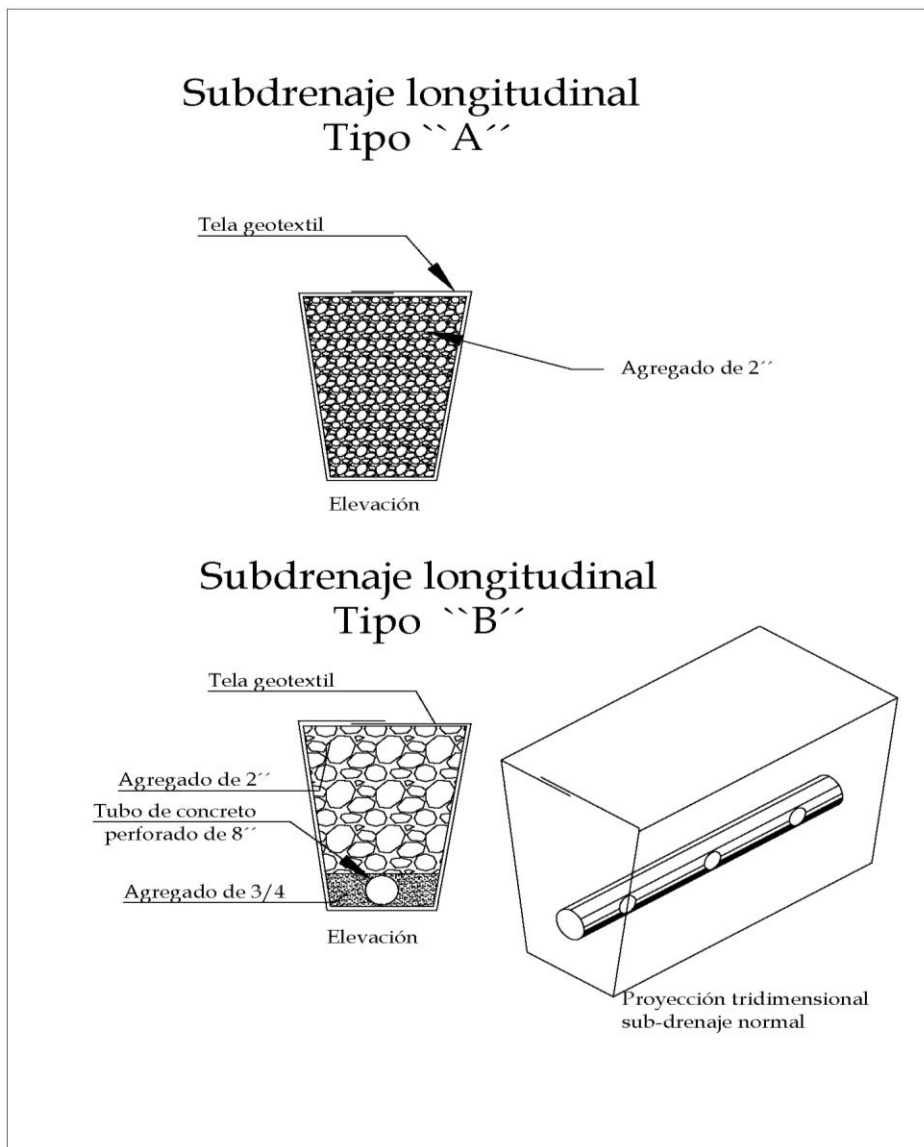 Subdrenaje longitudinal
Tipo ``A´´
Tela geotextil
Agregado de 2´´
Elevación
Subdrenaje longitudinal
Tipo ``B´´
Tela geotextil
Agregado de 2´´
Tubo de concreto
perforado de 8´´
Agregado de 3/4
Elevación
Proyección tridimensional
sub-drenaje normal